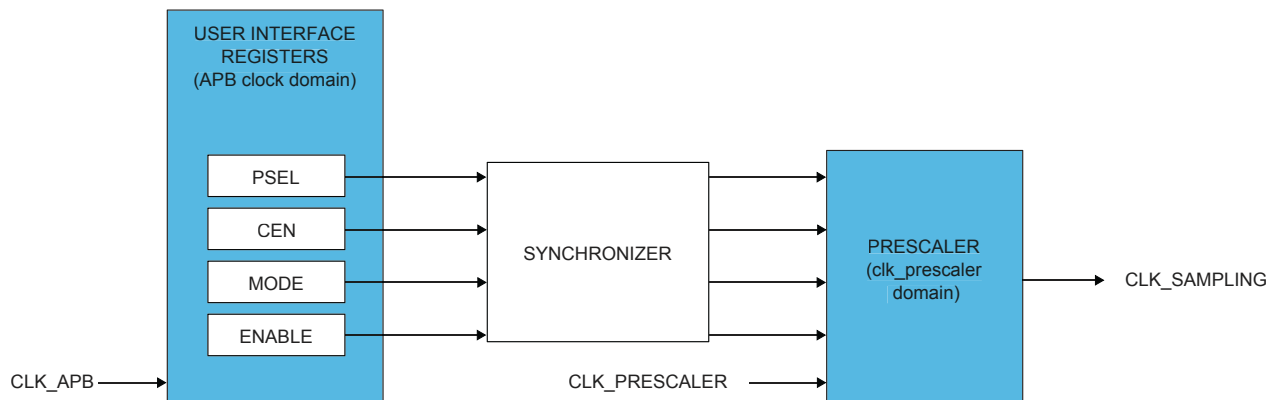 USER INTERFACE
REGISTERS
(APB clock domain)
PSEL
CEN
MODE
ENABLE
CLK_APB
SYNCHRONIZER
PRESCALER
(clk_prescaler
domain)
CLK_SAMPLING
CLK_PRESCALER